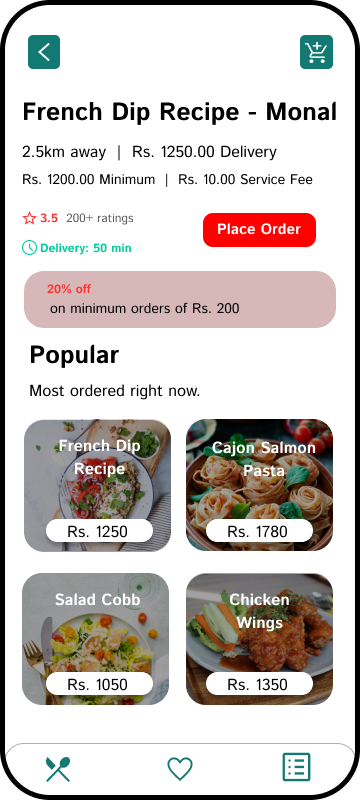 French Dip Recipe - Monal
2.5km away | Rs. 1250.00 Delivery
Rs. 1200.00 Minimum | Rs. 10.00 Service Fee
3.5 200+ ratings
Place Order
Delivery: 50 min
20% off
on minimum orders of Rs. 200
Popular
Most ordered right now.
French Dip
Recipe
Rs. 1250
Cajon Salmon
Pasta
Rs. 1780
Salad Cobb
Rs. 1050
Chicken
Wings
Rs. 1350